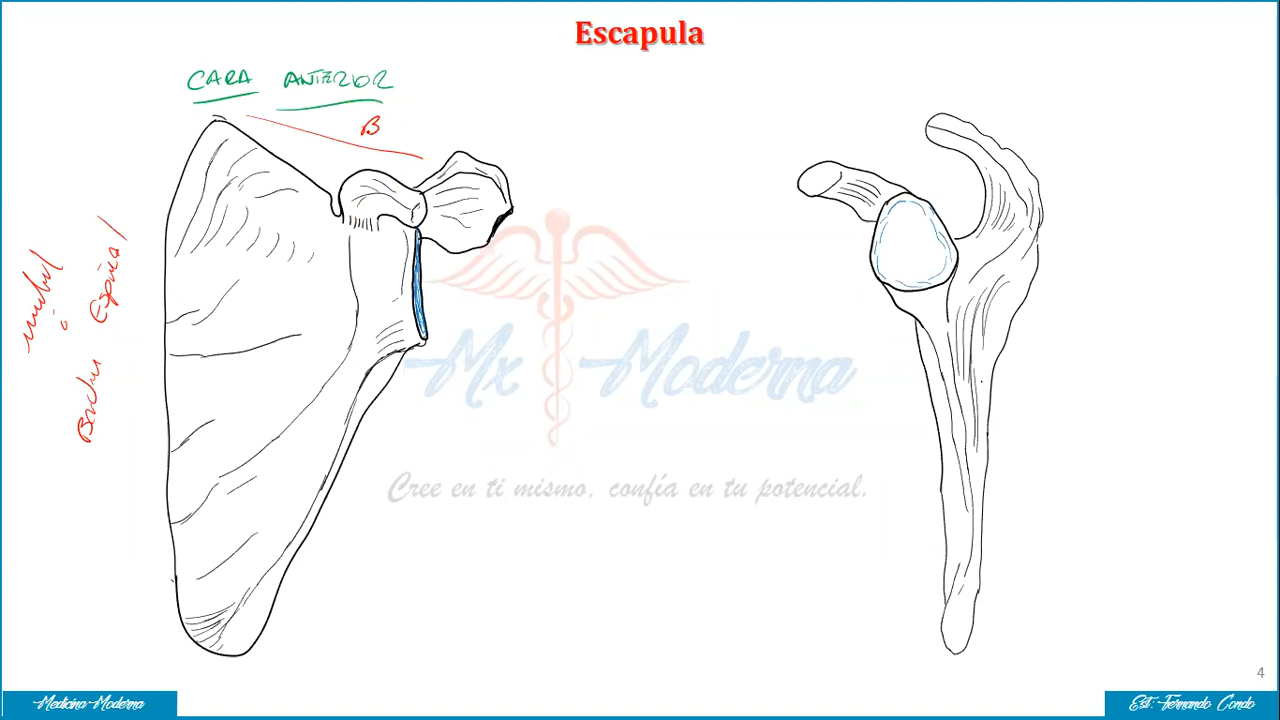 Escapula
CARA ANTERIOR
B
Medial
ó
Borde Espinal
Mx Moderna
Cree en ti mismo, confía en tu potencial.
4
Medicina Moderna
Est. Fernando Condo